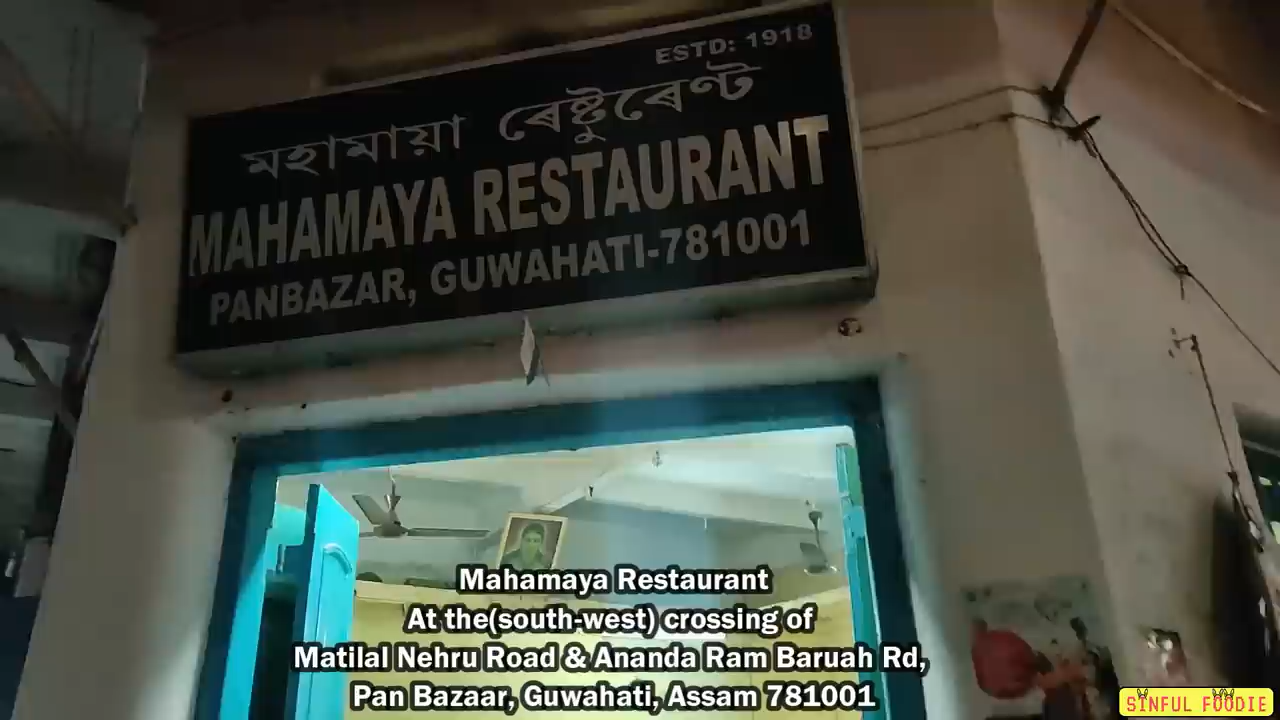 ESTD: 1918
মহামায়া ৰেষ্টুৰেণ্ট
MAHAMAYA RESTAURANT
PANBAZAR, GUWAHATI-781001
Mahamaya Restaurant
At the(south-west) crossing of
Matilal Nehru Road & Ananda Ram Baruah Rd,
Pan Bazaar, Guwahati, Assam 781001
SINFUL FOODIE